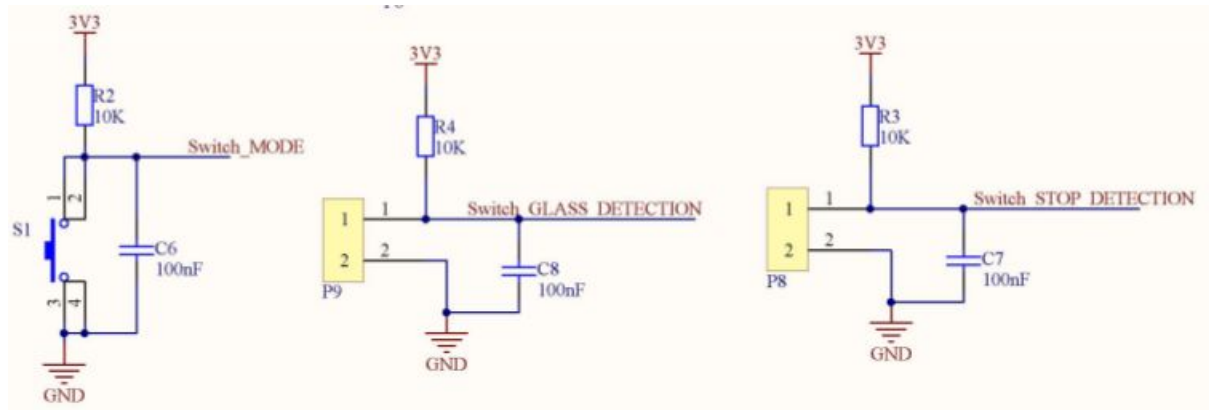 3V3
R2
10K
Switch_MODE
1
2
S1
C6
100nF
3
4
GND
3V3
R4
10K
1
1
Switch_GLASS_DETECTION
2
2
C8
100nF
P9
GND
3V3
R3
10K
1
1
Switch_STOP_DETECTION
2
2
C7
100nF
P8
GND